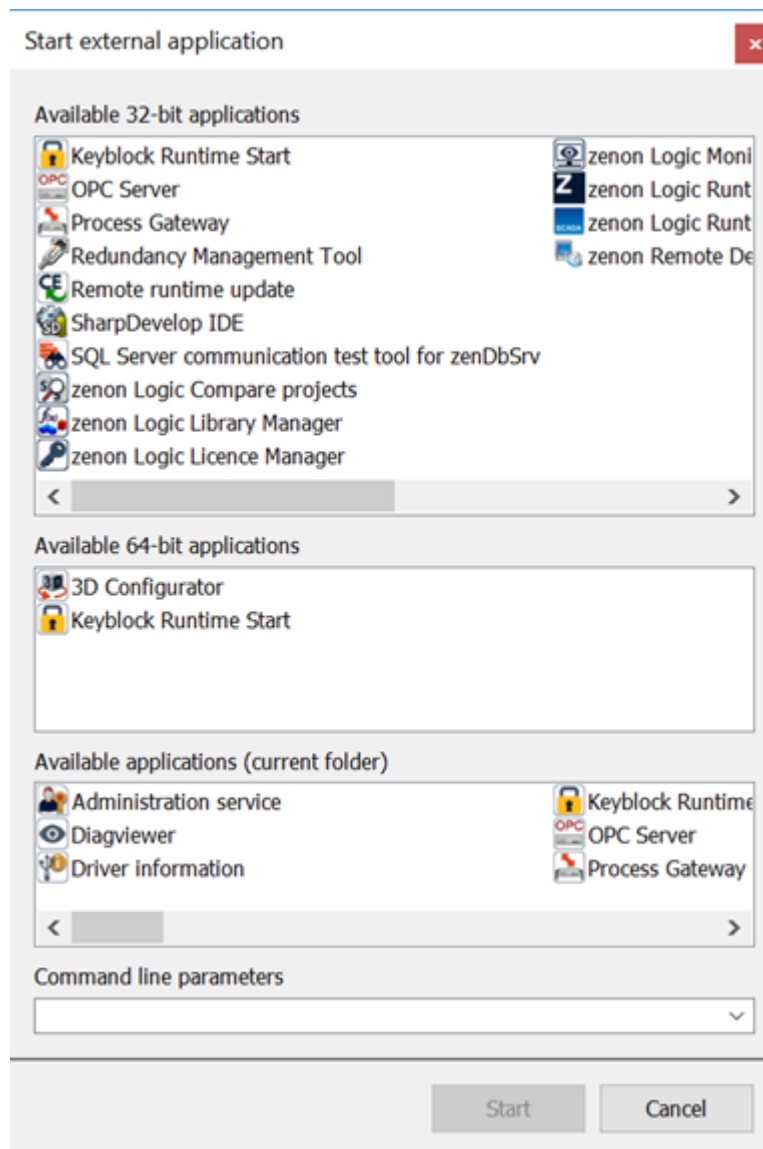 Start external application
Available 32-bit applications
Keyblock Runtime Start
OPC Server
Process Gateway
Redundancy Management Tool
Remote runtime update
SharpDevelop IDE
SQL Server communication test tool for zenDbSrv
zenon Logic Compare projects
zenon Logic Library Manager
zenon Logic Licence Manager
zenon Logic Moni
zenon Logic Runt
zenon Logic Runt
zenon Remote De
Available 64-bit applications
3D Configurator
Keyblock Runtime Start
Available applications (current folder)
Administration service
Diagviewer
Driver information
Keyblock Runtime
OPC Server
Process Gateway
Command line parameters
Start
Cancel